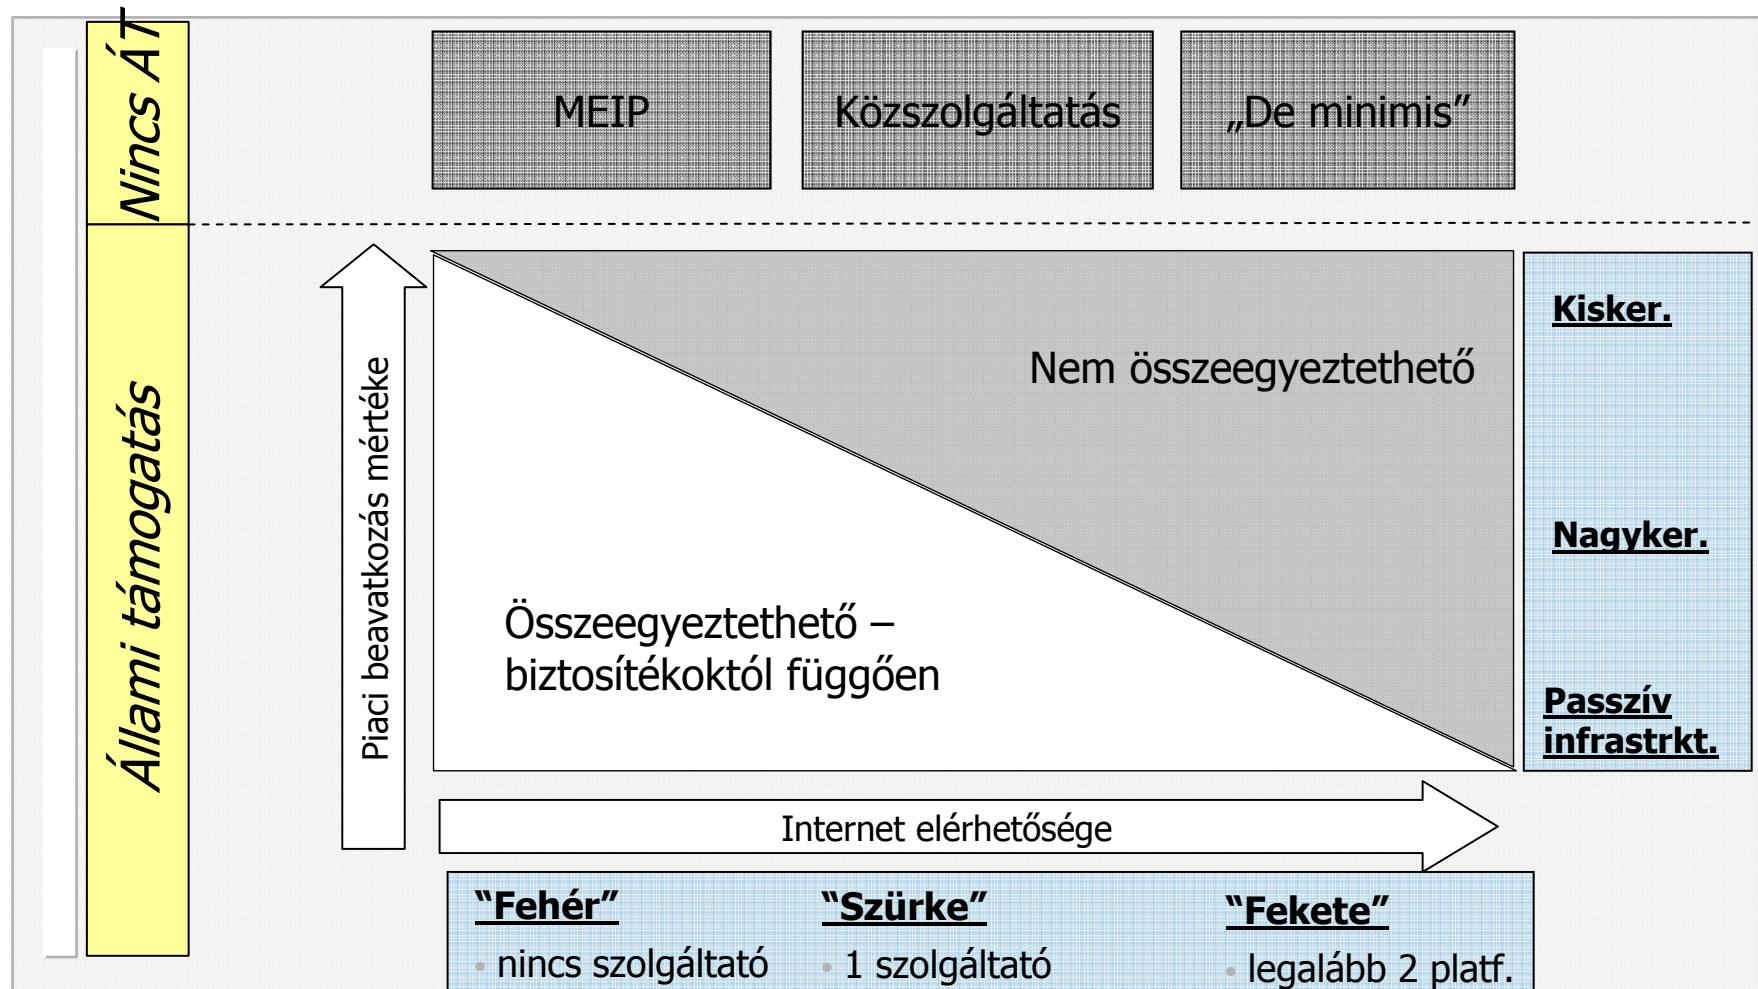 Nincs ÁT
MEIP
Közszolgáltatás
„De minimis”
Állami támogatás
Piaci beavatkozás mértéke
Nem összeegyeztethető
Összeegyeztethető –
biztosítékoktól függően
Kisker.
Nagyker.
Passzív
infrastrkt.
Internet elérhetősége
“Fehér”
• nincs szolgáltató
“Szürke”
• 1 szolgáltató
“Fekete”
• legalább 2 platf.